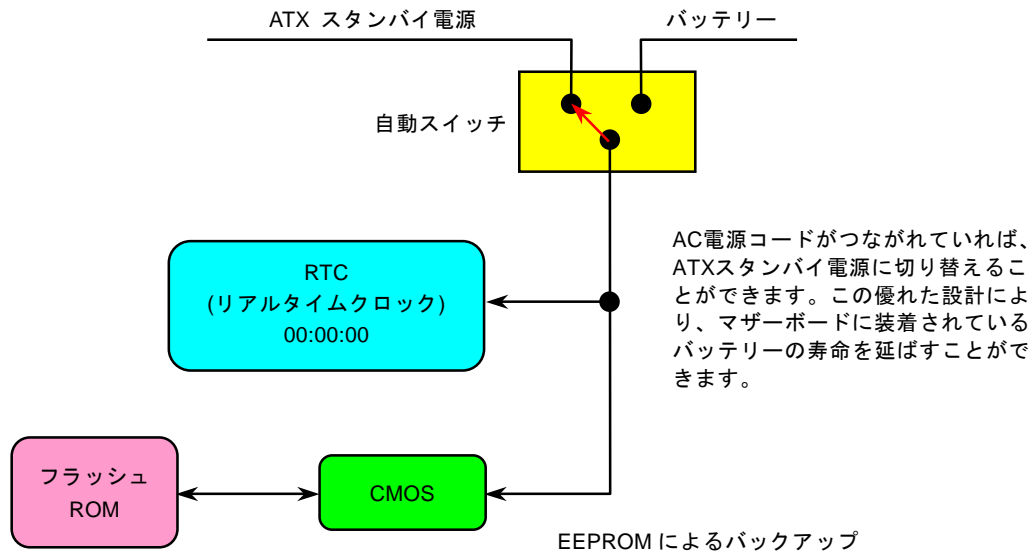 ATX スタンバイ電源
バッテリー
自動スイッチ
AC電源コードがつながれていれば、
ATXスタンバイ電源に切り替えるこ
とができます。この優れた設計によ
り、マザーボードに装着されている
バッテリーの寿命を延ばすことがで
きます。
RTC
(リアルタイムクロック)
00:00:00
フラッシュ
ROM
CMOS
EEPROM によるバックアップ